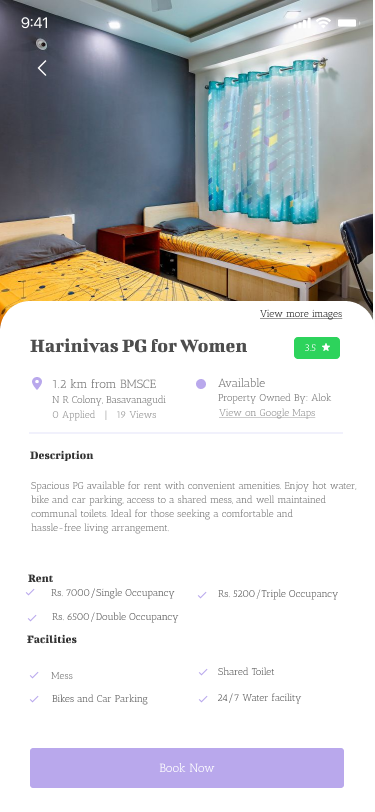 9:41
View more images
Harinivas PG for Women
3.5
1.2 km from BMSCE
Available
N R Colony, Basavanagudi
Property Owned By: Alok
0 Applied | 19 Views
View on Google Maps
Description
Spacious PG available for rent with convenient amenities. Enjoy hot water,
bike and car parking, access to a shared mess, and well maintained
communal toilets. Ideal for those seeking a comfortable and
hassle-free living arrangement.
Rent
Rs. 7000/Single Occupancy
Rs. 5200/Triple Occupancy
Rs. 6500/Double Occupancy
Facilities
Mess
Shared Toilet
Bikes and Car Parking
24/7 Water facility
Book Now